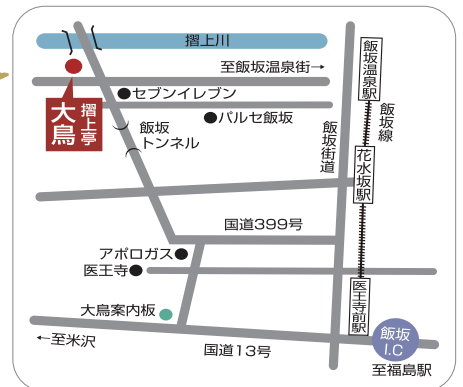 摺上川
至飯坂温泉街→
セブンイレブン
パルセ飯坂
摺上亭
大鳥
飯坂
トンネル
飯坂街道
飯坂温泉駅
飯坂線
花水坂駅
国道399号
アポロガス
医王寺
医王寺前駅
大鳥案内板
←至米沢
国道13号
飯坂
I.C
至福島駅